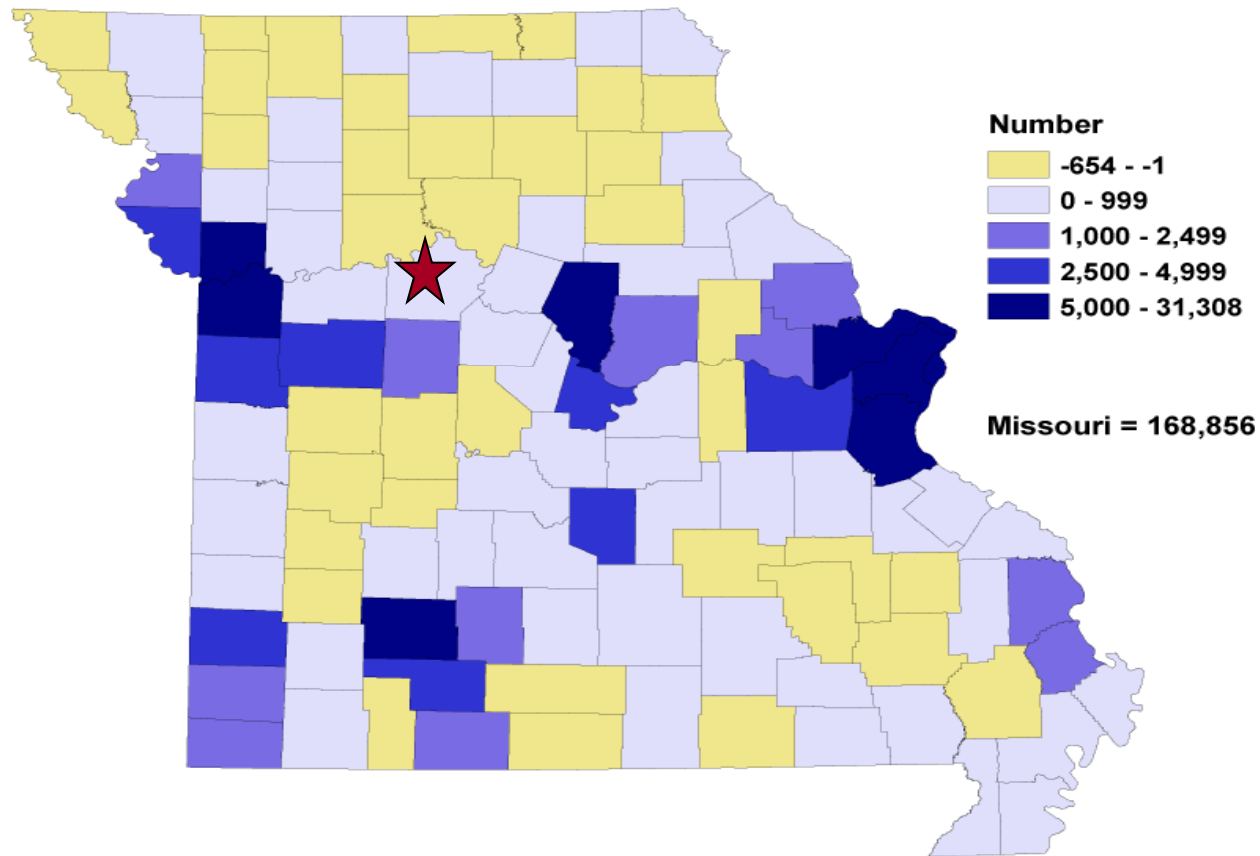 Number
-654 - -1
0 - 999
1,000 - 2,499
2,500 - 4,999
5,000 - 31,308
Missouri = 168,856